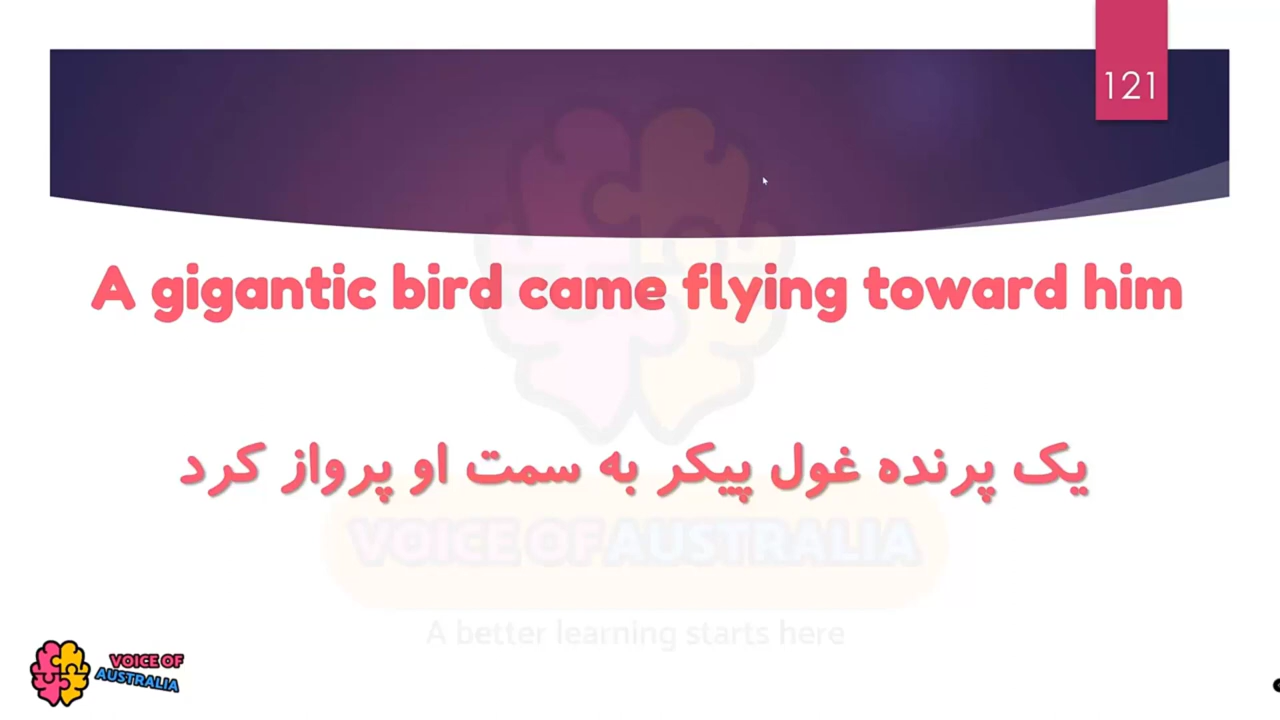 121
A gigantic bird came flying toward him
یک پرنده غول پیکر به سمت او پرواز کرد
VOICE OF AUSTRALIA
A better learning starts here
VOICE OF
AUSTRALIA